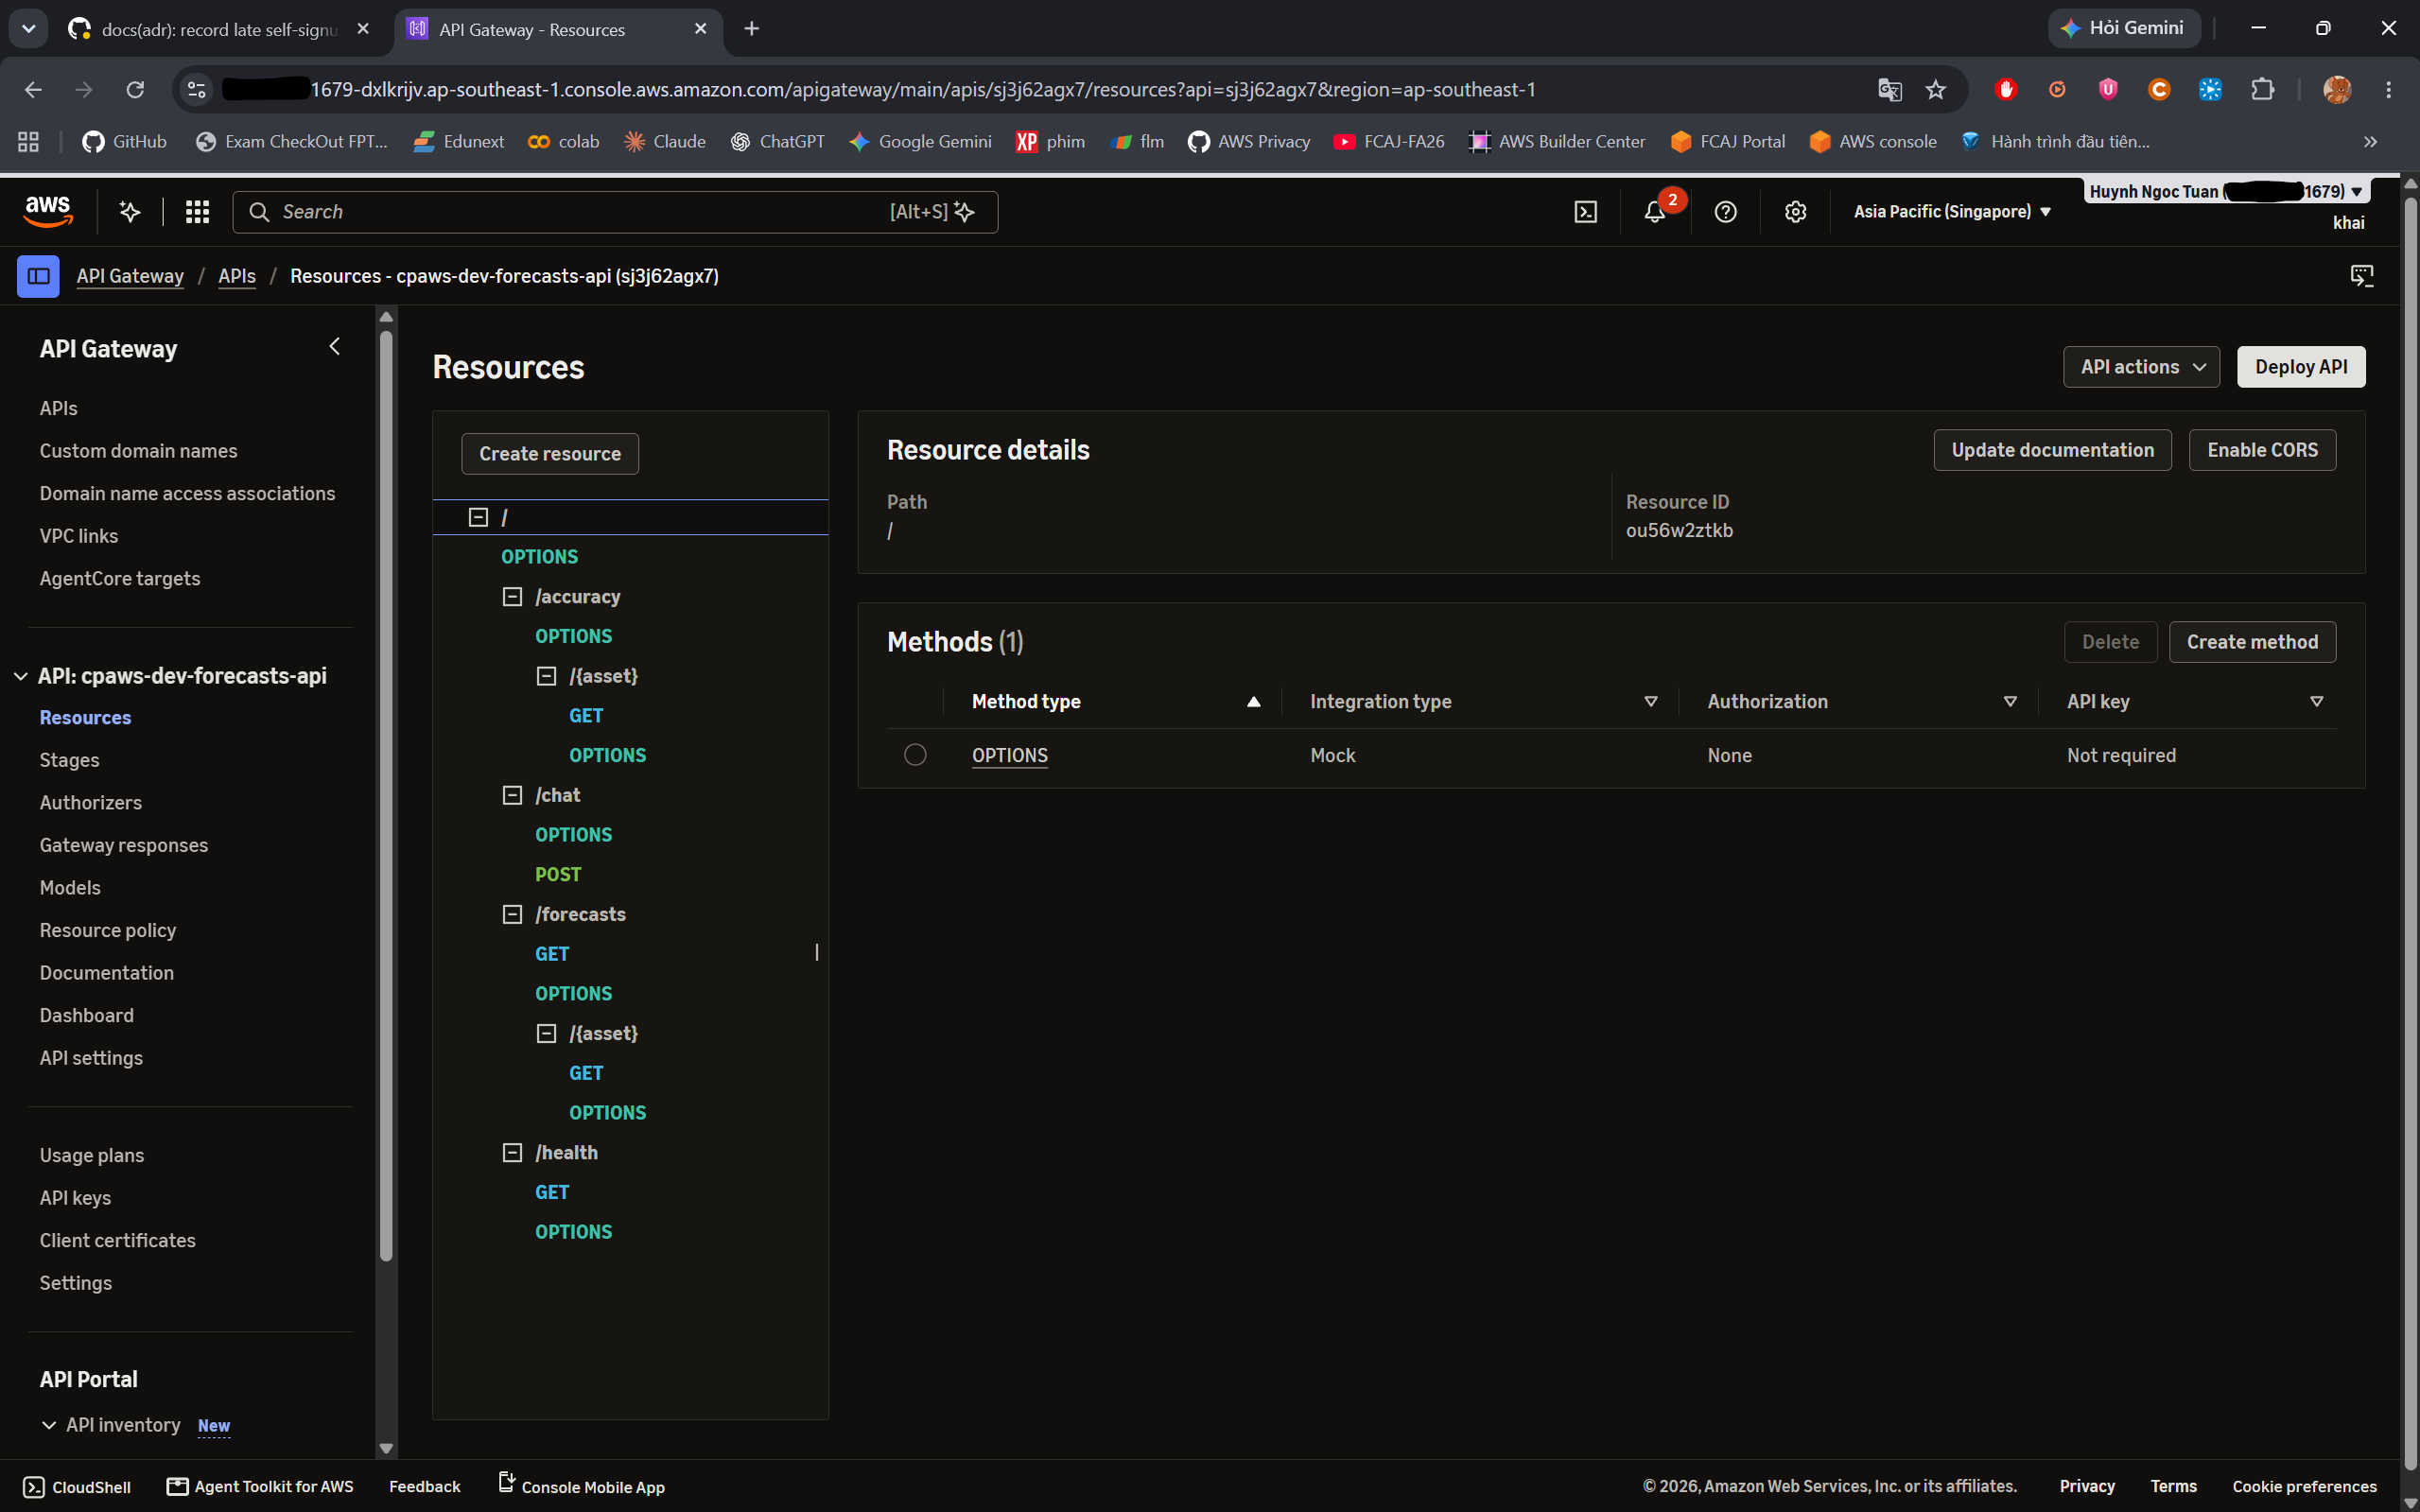 docs(adr): record late self-signu
API Gateway - Resources
Hỏi Gemini
1679-dxlkrijv.ap-southeast-1.console.aws.amazon.com/apigateway/main/apis/sj3j62agx7/resources?api=sj3j62agx7&region=ap-southeast-1
GitHub
Exam CheckOut FPT...
Edunext
colab
Claude
ChatGPT
Google Gemini
XP phim
flm
AWS Privacy
FCAJ-FA26
AWS Builder Center
FCAJ Portal
AWS console
Hành trình đầu tiên...
aws
Search
[Alt+S]
2
Asia Pacific (Singapore)
Huynh Ngoc Tuan (1679)
khai
API Gateway / APIs / Resources - cpaws-dev-forecasts-api (sj3j62agx7)
API Gateway
APIs
Custom domain names
Domain name access associations
VPC links
AgentCore targets
API: cpaws-dev-forecasts-api
Resources
Stages
Authorizers
Gateway responses
Models
Resource policy
Documentation
Dashboard
API settings
Usage plans
API keys
Client certificates
Settings
API Portal
API inventory New
Resources
API actions
Deploy API
Create resource
/
OPTIONS
/accuracy
OPTIONS
/{asset}
GET
OPTIONS
/chat
OPTIONS
POST
/forecasts
GET
OPTIONS
/{asset}
GET
OPTIONS
/health
GET
OPTIONS
Resource details
Update documentation
Enable CORS
Path
/
Resource ID
ou56w2ztkb
Methods (1)
Delete
Create method
Method type Integration type Authorization API key
OPTIONS Mock None Not required
CloudShell
Agent Toolkit for AWS
Feedback
Console Mobile App
© 2026, Amazon Web Services, Inc. or its affiliates.
Privacy
Terms
Cookie preferences